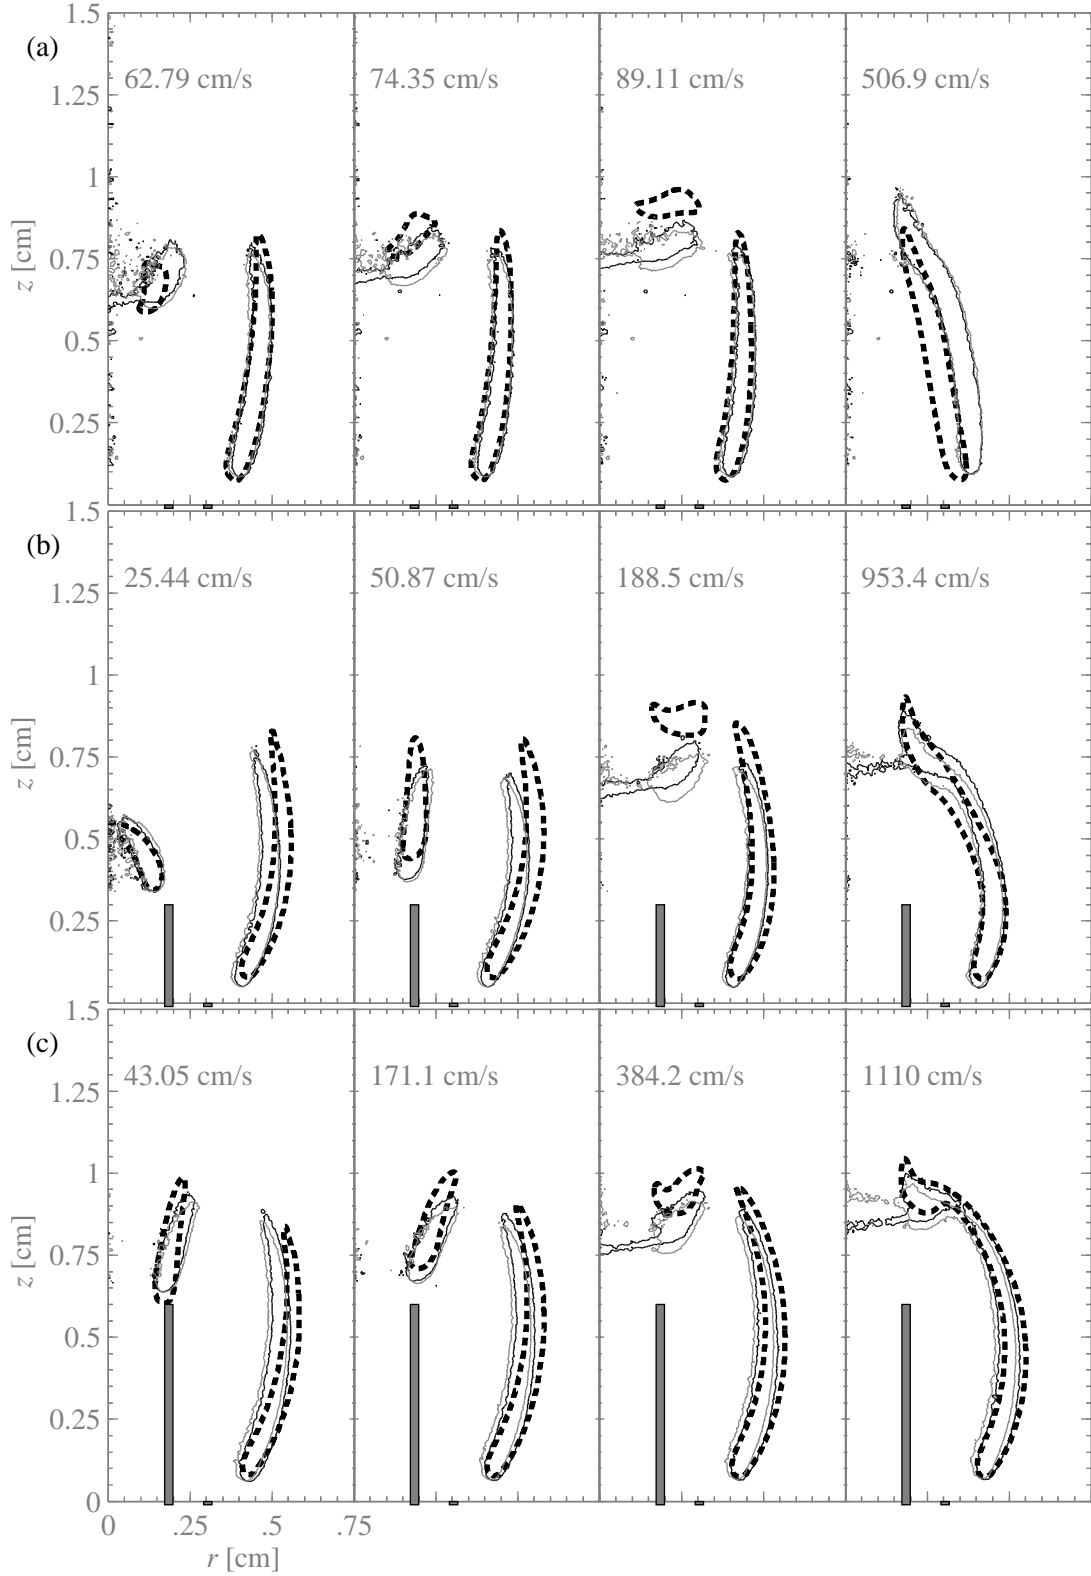 1.5
(a)
62.79 cm/s
74.35 cm/s
89.11 cm/s
506.9 cm/s
1.25
1
z [cm]
0.75
0.5
0.25
1.5
(b)
25.44 cm/s
50.87 cm/s
188.5 cm/s
953.4 cm/s
1.25
1
z [cm]
0.75
0.5
0.25
1.5
(c)
43.05 cm/s
171.1 cm/s
384.2 cm/s
1110 cm/s
1.25
1
z [cm]
0.75
0.5
0.25
0
0 .25 .5 .75
r [cm]